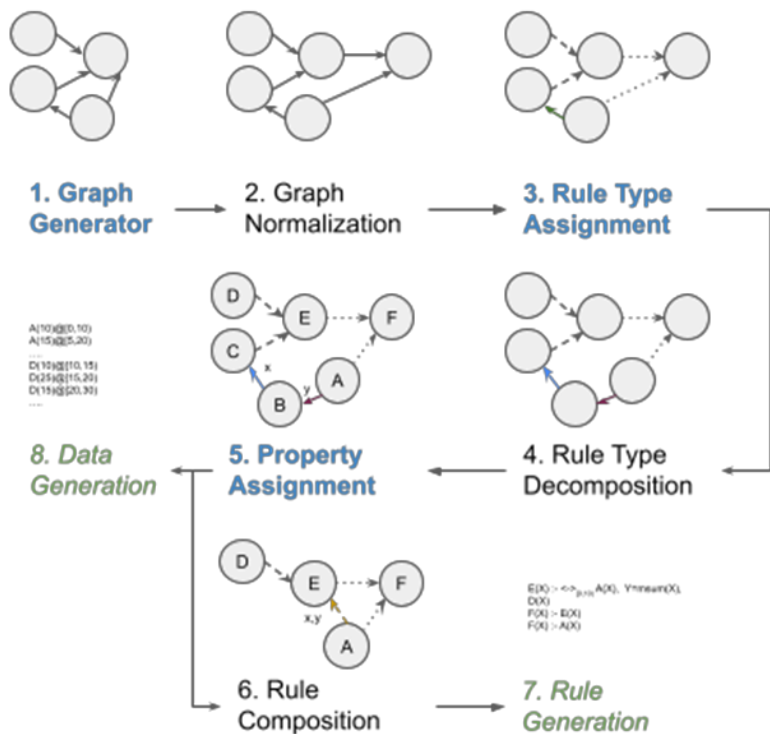 1. Graph
Generator
2. Graph
Normalization
3. Rule Type
Assignment
A(10)@[0,10)
A(15)@[5,20)
....
D(10)@[10,15)
D(25)@[15,20)
D(15)@[20,30)
....
D
E
F
C
x
y
A
B
8. Data
Generation
5. Property
Assignment
4. Rule Type
Decomposition
D
E
F
x,y
A
E(X) :- A(X), Y=msum(X),
D(X)
F(X) :- E(X)
F(X) :- A(X)
6. Rule
Composition
7. Rule
Generation